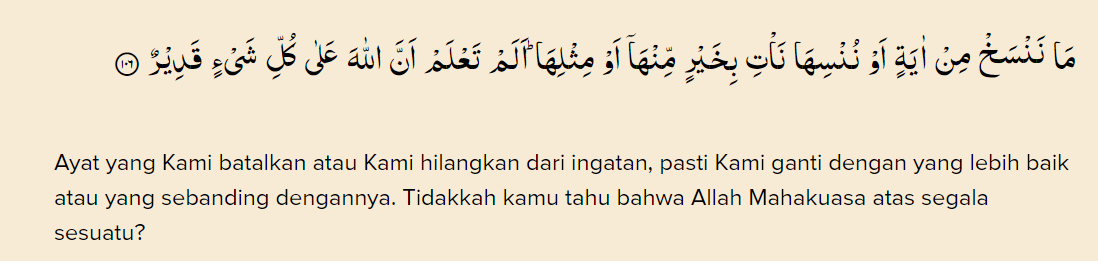 مَا نَنْسَخْ مِنْ اٰيَةٍ اَوْ نُنْسِهَا نَأْتِ بِخَيْرٍ مِّنْهَآ اَوْ مِثْلِهَا ۗ اَلَمْ تَعْلَمْ اَنَّ اللّٰهَ عَلٰى كُلِّ شَيْءٍ قَدِيْرٌ ١٠٦
Ayat yang Kami batalkan atau Kami hilangkan dari ingatan, pasti Kami ganti dengan yang lebih baik
atau yang sebanding dengannya. Tidakkah kamu tahu bahwa Allah Mahakuasa atas segala
sesuatu?